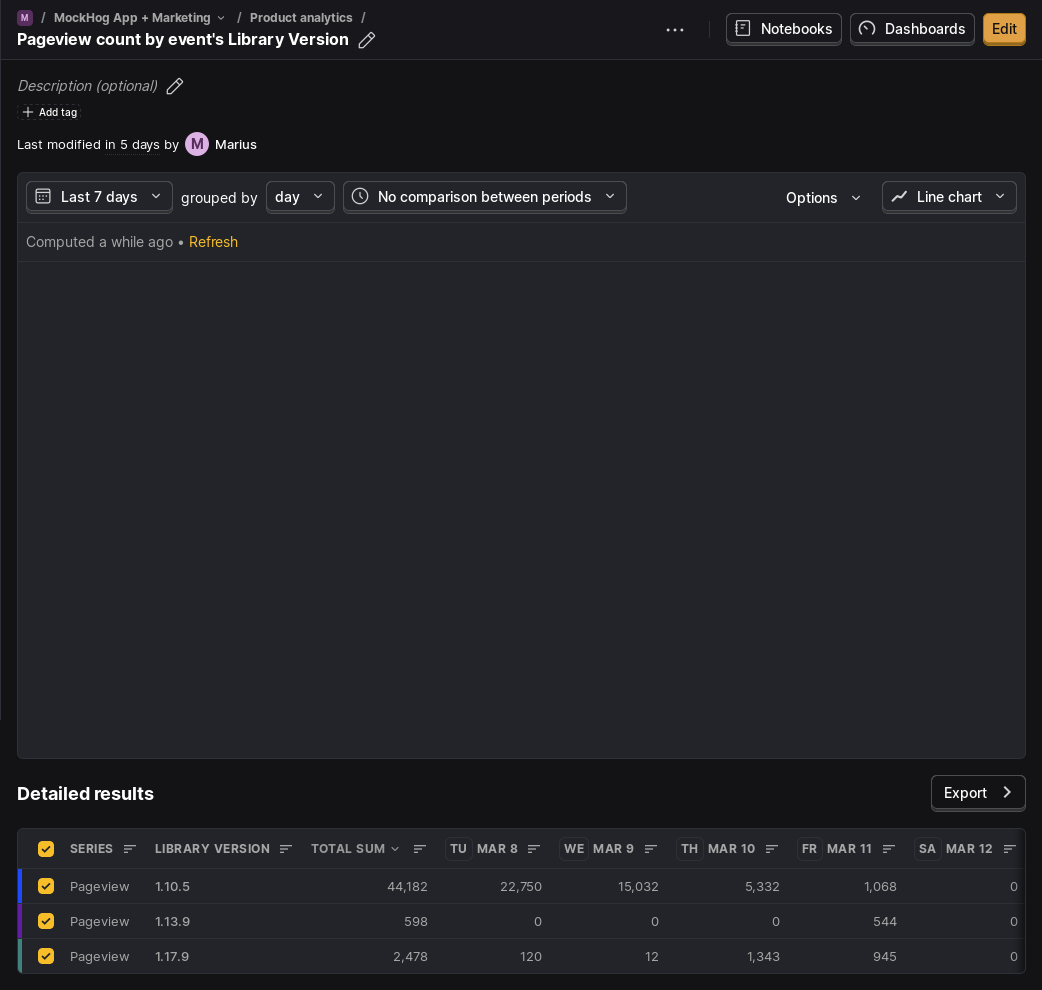 M / MockHog App + Marketing / Product analytics /
Pageview count by event's Library Version
Notebooks Dashboards Edit
Description (optional)
Add tag
Last modified in 5 days by M Marius
Last 7 days grouped by day No comparison between periods Options Line chart
Computed a while ago • Refresh
Detailed results
Export
SERIES LIBRARY VERSION TOTAL SUM TU MAR 8 WE MAR 9 TH MAR 10 FR MAR 11 SA MAR 12
Pageview 1.10.5 44,182 22,750 15,032 5,332 1,068 0
Pageview 1.13.9 598 0 0 0 544 0
Pageview 1.17.9 2,478 120 12 1,343 945 0